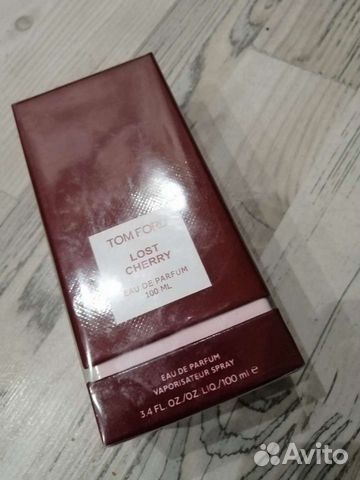 TOM FORD
LOST
CHERRY
EAU DE PARFUM
100 ML
EAU DE PARFUM
VAPORISATEUR SPRAY
3.4 FL.OZ./OZ.LIQ./100 ml e
Avito